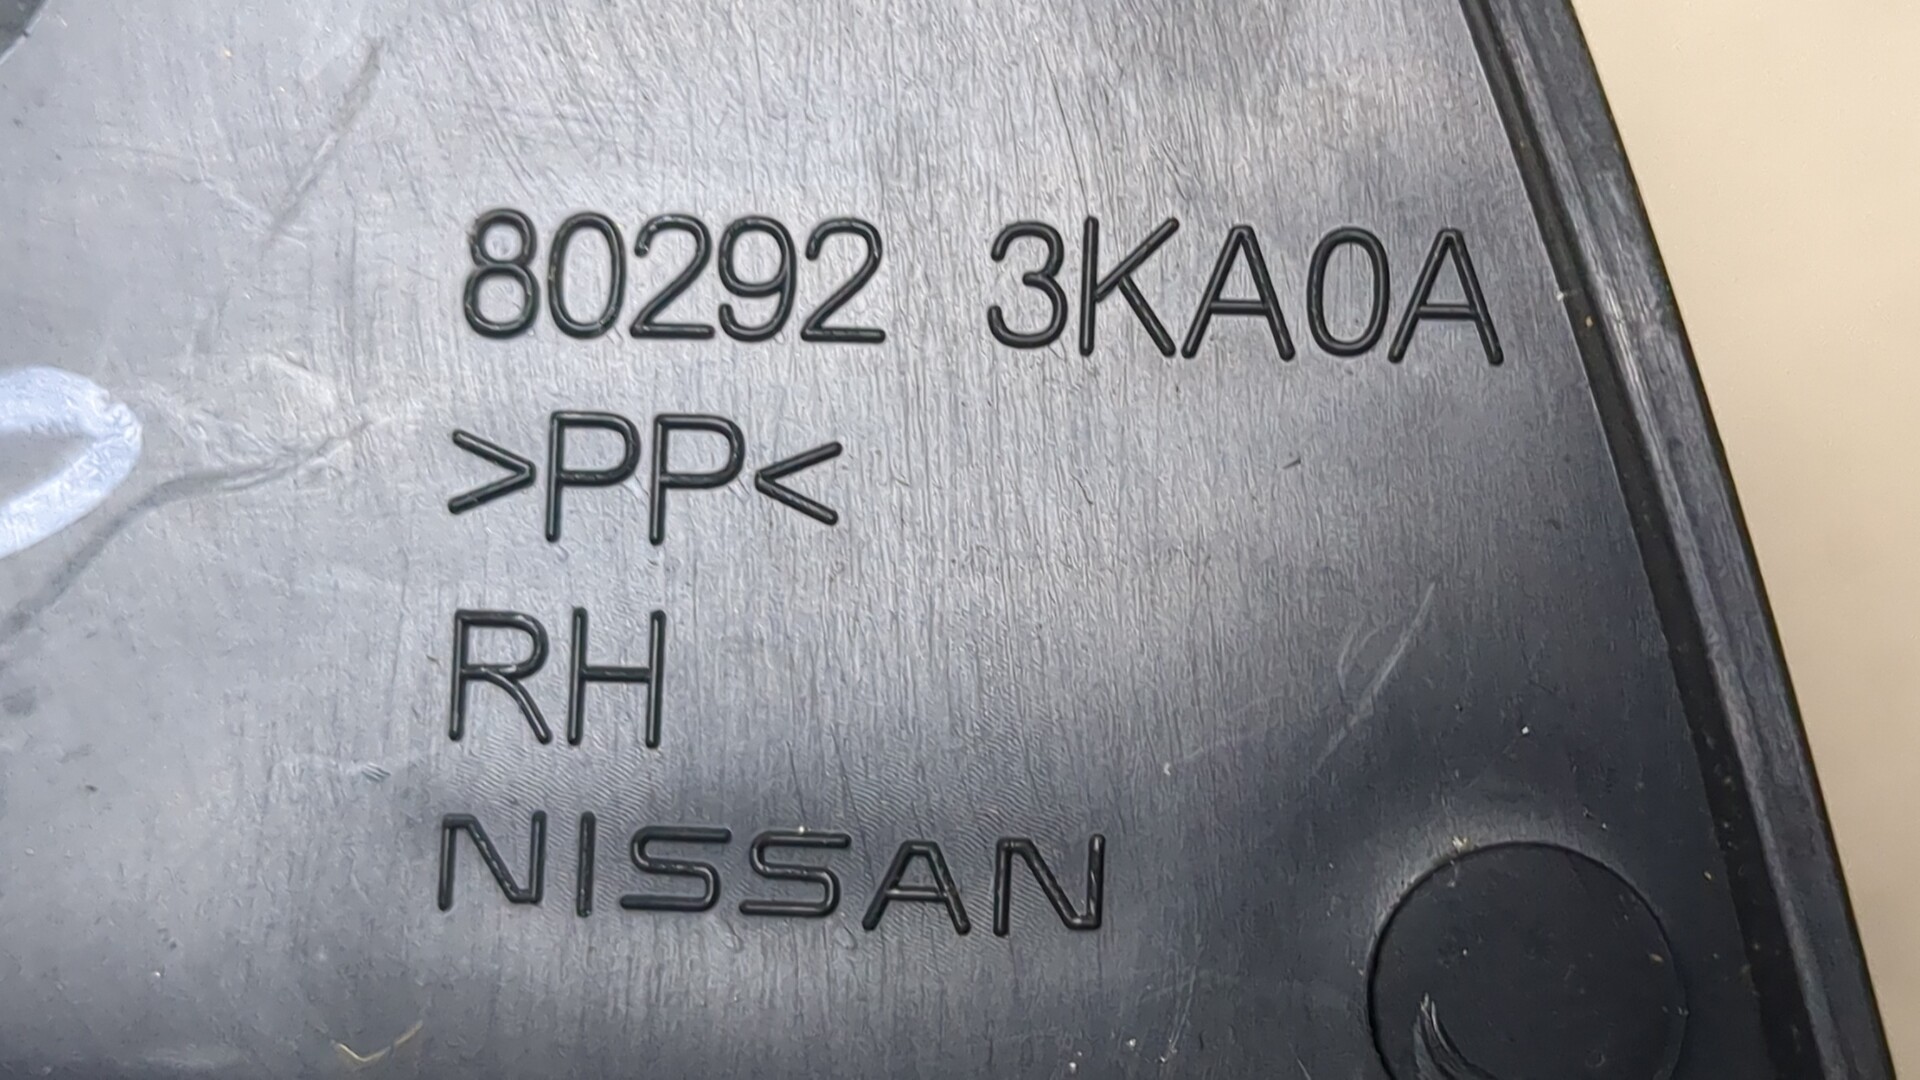 80292 3KA0A
>PP<
RH
NISSAN